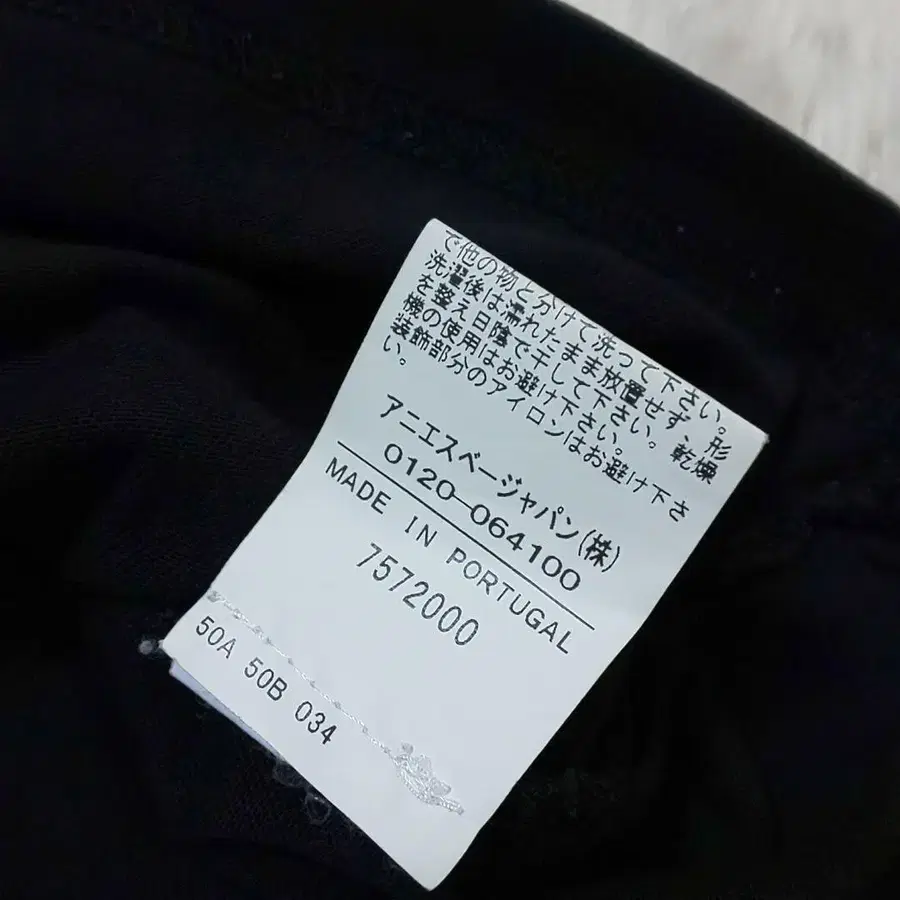 で他の物と分けて洗って下さい。
洗濯後は濡れたまま放置せず、形
を整え日陰で干して下さい。乾燥
機の使用はお避け下さい。
装飾部分のアイロンはお避け下さ
い。
アニエスベージャパン(株)
0120-064100
MADE IN PORTUGAL
7572000
50A 50B 034